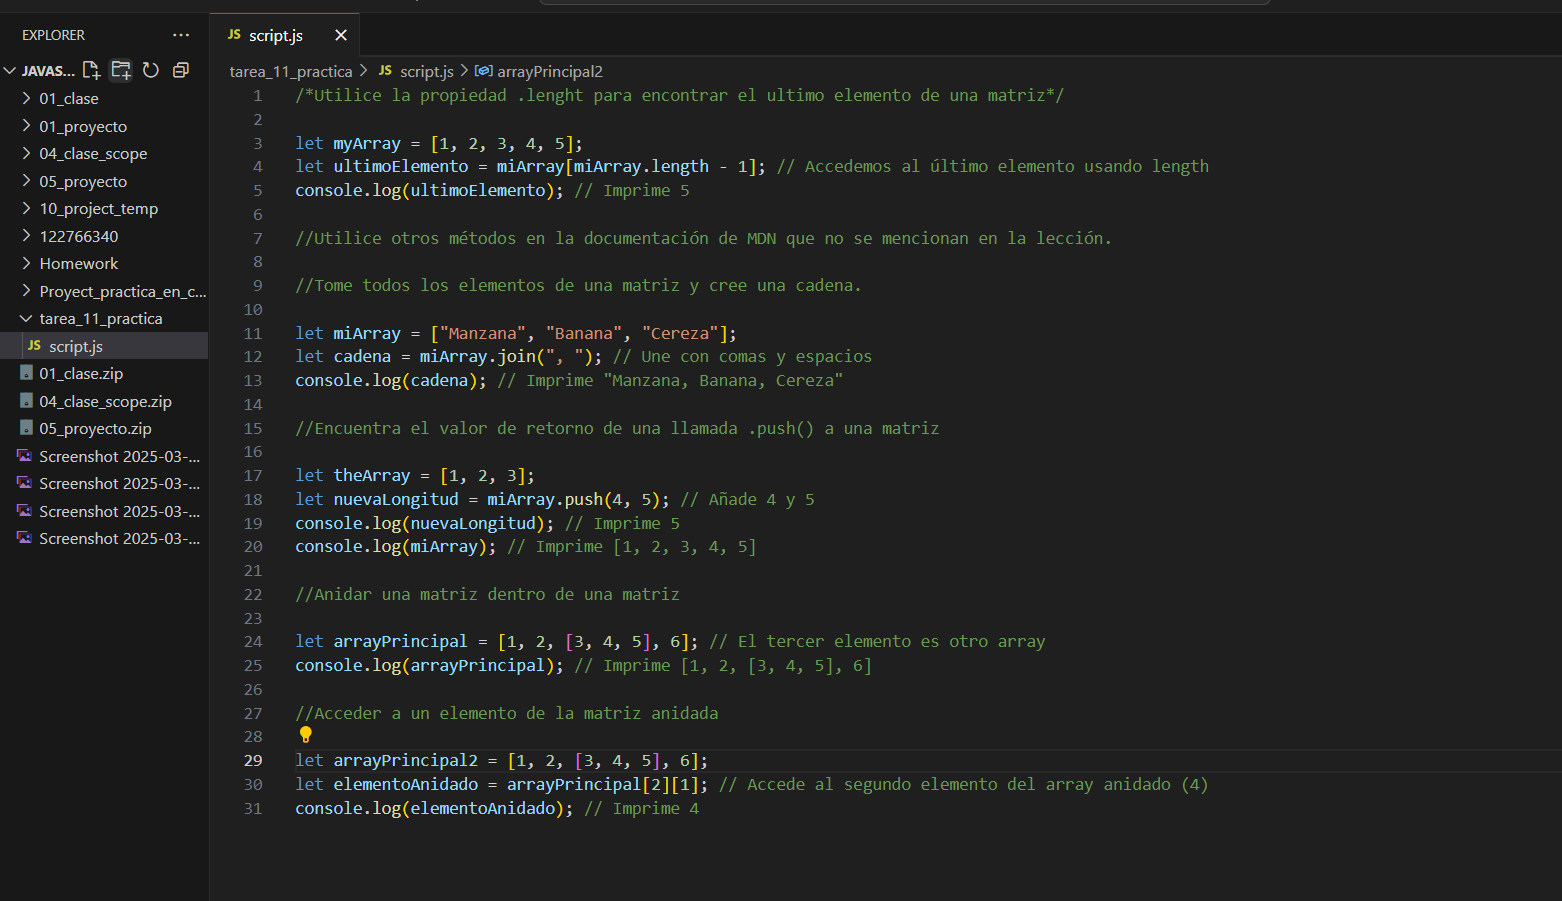 EXPLORER
···
JS script.js ×
JAVAS...
tarea_11_practica > JS script.js > arrayPrincipal2
01_clase
01_proyecto
04_clase_scope
05_proyecto
10_project_temp
122766340
Homework
Proyect_practica_en_c...
tarea_11_practica
JS script.js
01_clase.zip
04_clase_scope.zip
05_proyecto.zip
Screenshot 2025-03-...
Screenshot 2025-03-...
Screenshot 2025-03-...
Screenshot 2025-03-...
1 /*Utilice la propiedad .lenght para encontrar el ultimo elemento de una matriz*/
2
3 let myArray = [1, 2, 3, 4, 5];
4 let ultimoElemento = miArray[miArray.length - 1]; // Accedemos al último elemento usando length
5 console.log(ultimoElemento); // Imprime 5
6
7 //Utilice otros métodos en la documentación de MDN que no se mencionan en la lección.
8
9 //Tome todos los elementos de una matriz y cree una cadena.
10
11 let miArray = ["Manzana", "Banana", "Cereza"];
12 let cadena = miArray.join(", "); // Une con comas y espacios
13 console.log(cadena); // Imprime "Manzana, Banana, Cereza"
14
15 //Encuentra el valor de retorno de una llamada .push() a una matriz
16
17 let theArray = [1, 2, 3];
18 let nuevaLongitud = miArray.push(4, 5); // Añade 4 y 5
19 console.log(nuevaLongitud); // Imprime 5
20 console.log(miArray); // Imprime [1, 2, 3, 4, 5]
21
22 //Anidar una matriz dentro de una matriz
23
24 let arrayPrincipal = [1, 2, [3, 4, 5], 6]; // El tercer elemento es otro array
25 console.log(arrayPrincipal); // Imprime [1, 2, [3, 4, 5], 6]
26
27 //Acceder a un elemento de la matriz anidada
28
29 let arrayPrincipal2 = [1, 2, [3, 4, 5], 6];
30 let elementoAnidado = arrayPrincipal[2][1]; // Accede al segundo elemento del array anidado (4)
31 console.log(elementoAnidado); // Imprime 4